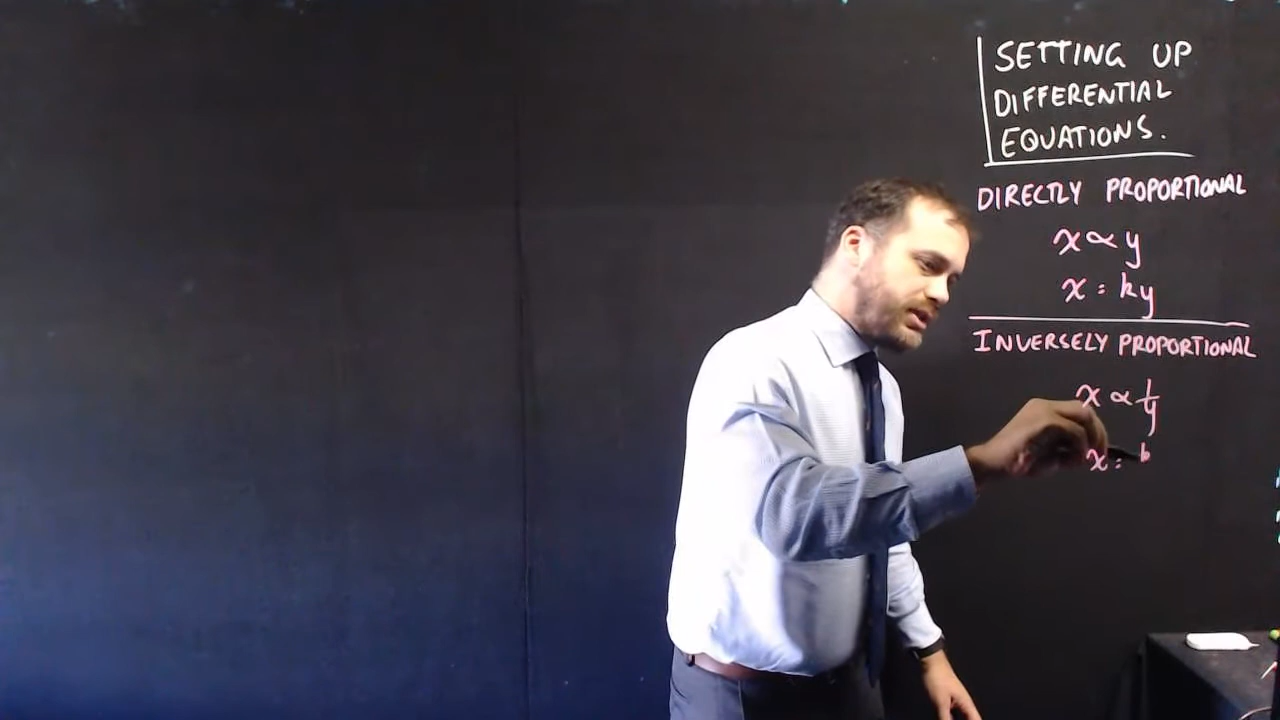 SETTING UP
DIFFERENTIAL
EQUATIONS.
DIRECTLY PROPORTIONAL
x ∝ y
x = ky
INVERSELY PROPORTIONAL
x ∝ 1/y
x = k